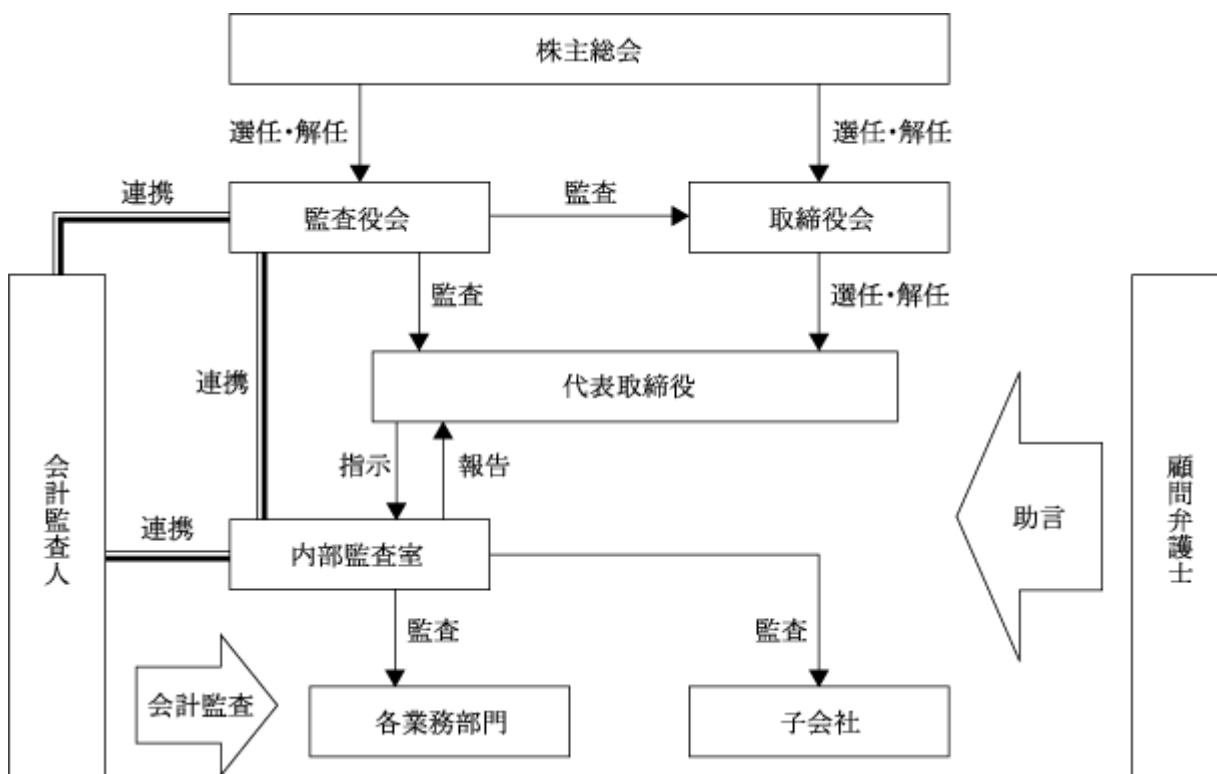 株主総会
選任・解任
選任・解任
連携
監査役会
監査
取締役会
監査
選任・解任
連携
代表取締役
指示
報告
会計監査人
連携
内部監査室
助言
顧問弁護士
監査
監査
会計監査
各業務部門
子会社